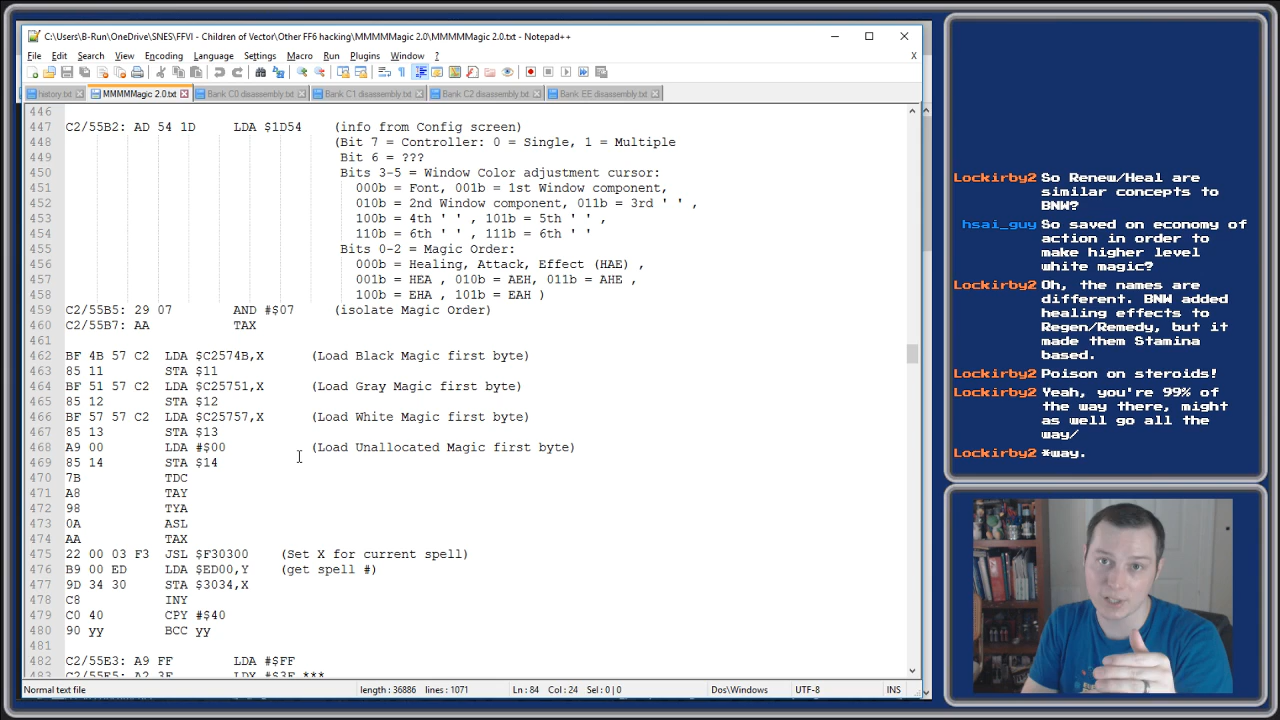 C:\Users\B-Run\OneDrive\SNES\FFVI - Children of Vector\Other FF6 hacking\MMMMMagic 2.0\MMMMagic 2.0.txt - Notepad++
File Edit Search View Encoding Language Settings Macro Run Plugins Window ?
X
history.txt MMMMagic 2.0.txt Bank C0 disassembly.txt Bank C1 disassembly.txt Bank C2 disassembly.txt Bank EE disassembly.txt
446
447 C2/55B2: AD 54 1D LDA $1D54 (info from Config screen)
448 (Bit 7 = Controller: 0 = Single, 1 = Multiple
449 Bit 6 = ???
450 Bits 3-5 = Window Color adjustment cursor:
451 000b = Font, 001b = 1st Window component,
452 010b = 2nd Window component, 011b = 3rd ' ' ,
453 100b = 4th ' ' , 101b = 5th ' ' ,
454 110b = 6th ' ' , 111b = 6th ' '
455 Bits 0-2 = Magic Order:
456 000b = Healing, Attack, Effect (HAE) ,
457 001b = HEA , 010b = AEH, 011b = AHE ,
458 100b = EHA , 101b = EAH )
459 C2/55B5: 29 07 AND #$07 (isolate Magic Order)
460 C2/55B7: AA TAX
461
462 BF 4B 57 C2 LDA $C2574B,X (Load Black Magic first byte)
463 85 11 STA $11
464 BF 51 57 C2 LDA $C25751,X (Load Gray Magic first byte)
465 85 12 STA $12
466 BF 57 57 C2 LDA $C25757,X (Load White Magic first byte)
467 85 13 STA $13
468 A9 00 LDA #$00 (Load Unallocated Magic first byte)
469 85 14 STA $14
470 7B TDC
471 A8 TAY
472 98 TYA
473 0A ASL
474 AA TAX
475 22 00 03 F3 JSL $F30300 (Set X for current spell)
476 B9 00 ED LDA $ED00,Y (get spell #)
477 9D 34 30 STA $3034,X
478 C8 INY
479 C0 40 CPY #$40
480 90 yy BCC yy
481
482 C2/55E3: A9 FF LDA #$FF
483 C2/55E5: A2 3E LDX #$3E ***
Normal text file length : 36886 lines : 1071 Ln : 84 Col : 24 Sel : 0 | 0 Dos\Windows UTF-8 INS
Lockirby2 So Renew/Heal are
similar concepts to
BNW?
hsai_guy So saved on economy of
action in order to
make higher level
white magic?
Lockirby2 Oh, the names are
different. BNW added
healing effects to
Regen/Remedy, but it
made them Stamina
based.
Lockirby2 Poison on steroids!
Lockirby2 Yeah, you're 99% of
the way there, might
as well go all the
way/
Lockirby2 *way.